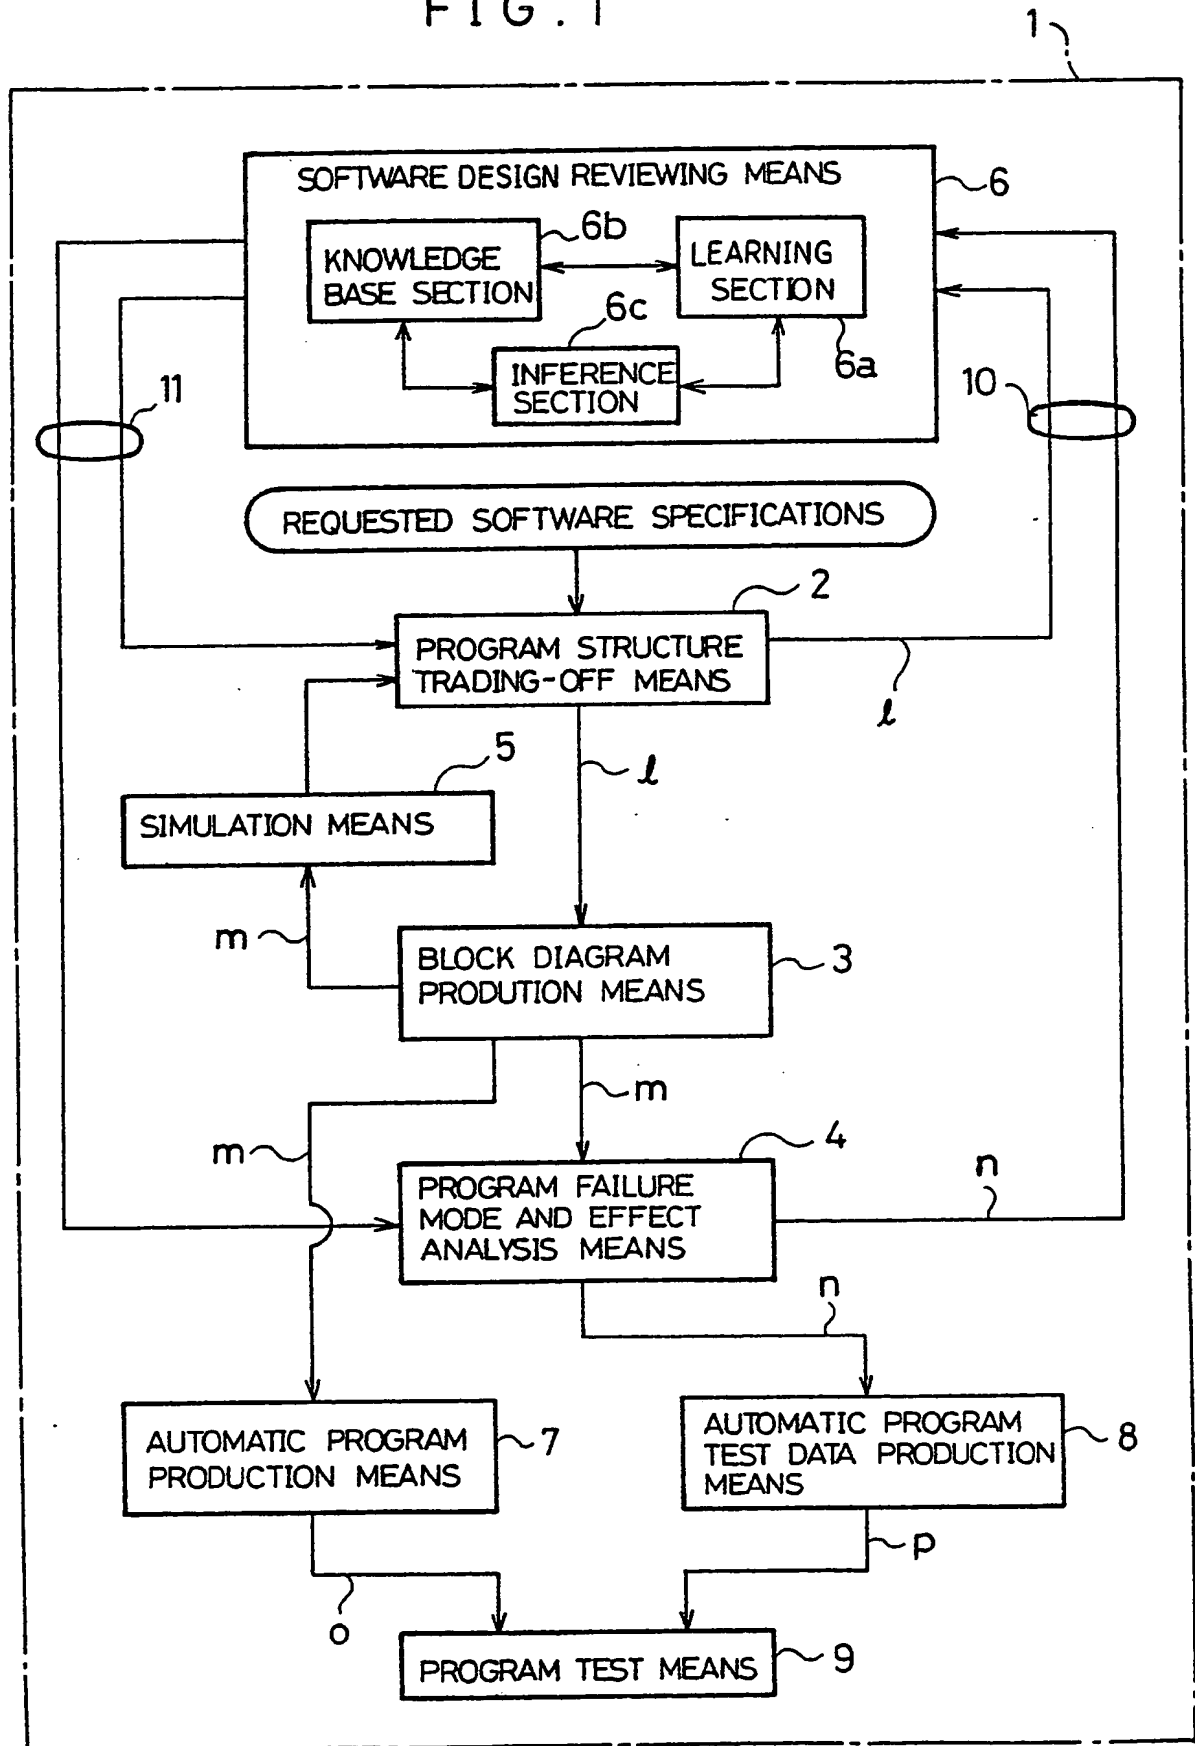 FIG.1
1
SOFTWARE DESIGN REVIEWING MEANS
6
6b
KNOWLEDGE
BASE SECTION
LEARNING
SECTION
6c
6a
INFERENCE
SECTION
11
10
REQUESTED SOFTWARE SPECIFICATIONS
2
PROGRAM STRUCTURE
TRADING-OFF MEANS
l
l
5
SIMULATION MEANS
m
BLOCK DIAGRAM
PRODUTION MEANS
3
m
m
4
PROGRAM FAILURE
MODE AND EFFECT
ANALYSIS MEANS
n
n
AUTOMATIC PROGRAM
PRODUCTION MEANS
7
AUTOMATIC PROGRAM
TEST DATA PRODUCTION
MEANS
8
o
p
PROGRAM TEST MEANS
9